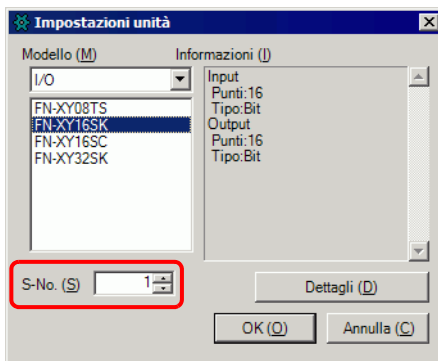 Impostazioni unità
Modello (M)
Informazioni (I)
I/O
FN-XY08TS
FN-XY16SK
FN-XY16SC
FN-XY32SK
Input
Punti:16
Tipo:Bit
Output
Punti:16
Tipo:Bit
S-No. (S)
1
Dettagli (D)
OK (O)
Annulla (C)